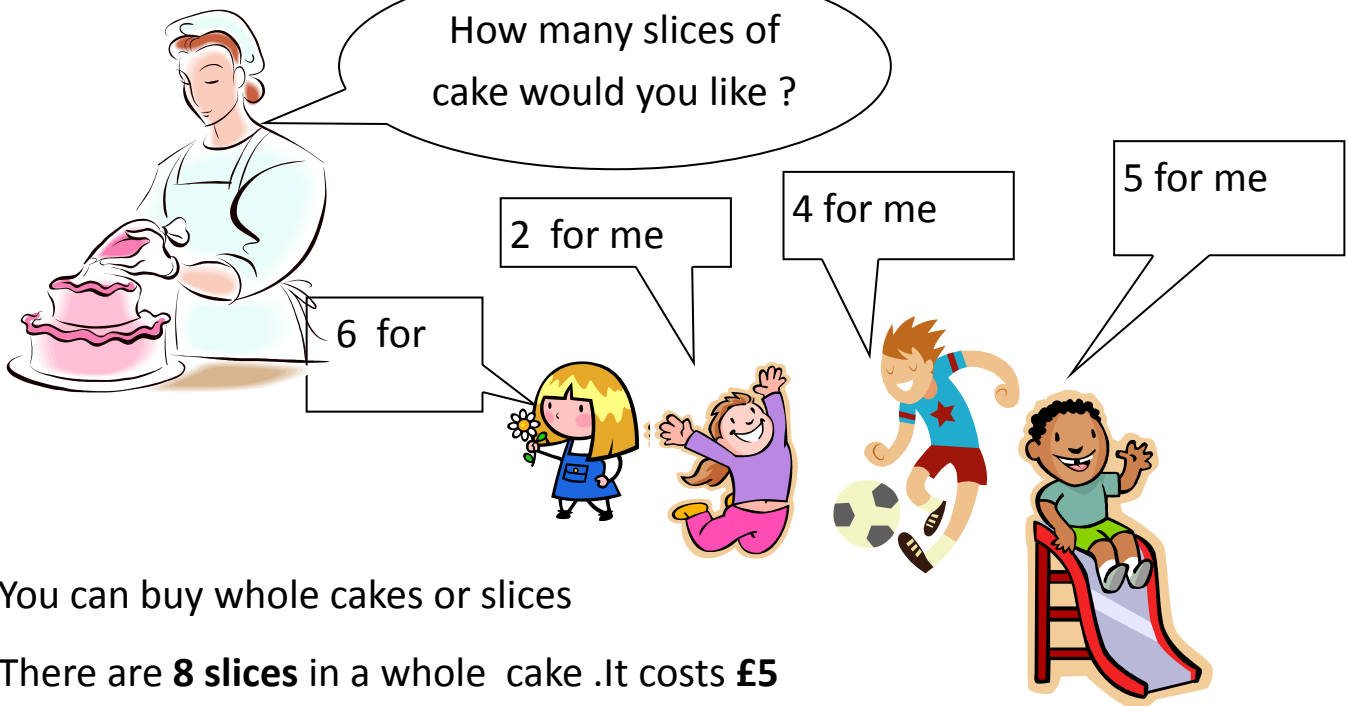 How many slices of
cake would you like ?
5 for me
4 for me
2 for me
6 for
You can buy whole cakes or slices
There are 8 slices in a whole cake .It costs £5